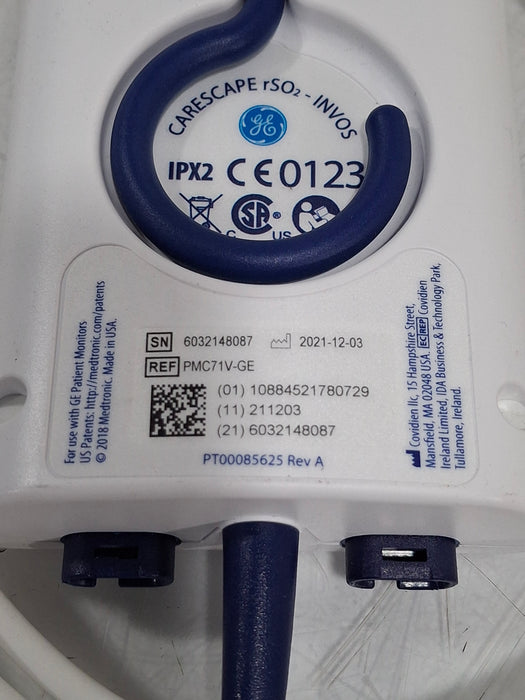 CARESCAPE rSO₂ - INVOS
GE
IPX2 CE0123
SA ®
C US
For use with GE Patient Monitors
US Patents: http://medtronic.com/patents
© 2018 Medtronic. Made in USA.
SN 6032148087 2021-12-03
REF PMC71V-GE
(01) 10884521780729
(11) 211203
(21) 6032148087
PT00085625 Rev A
Covidien llc, 15 Hampshire Street,
Mansfield, MA 02048 USA. EC REP Covidien
Ireland Limited, IDA Business & Technology Park,
Tullamore, Ireland.